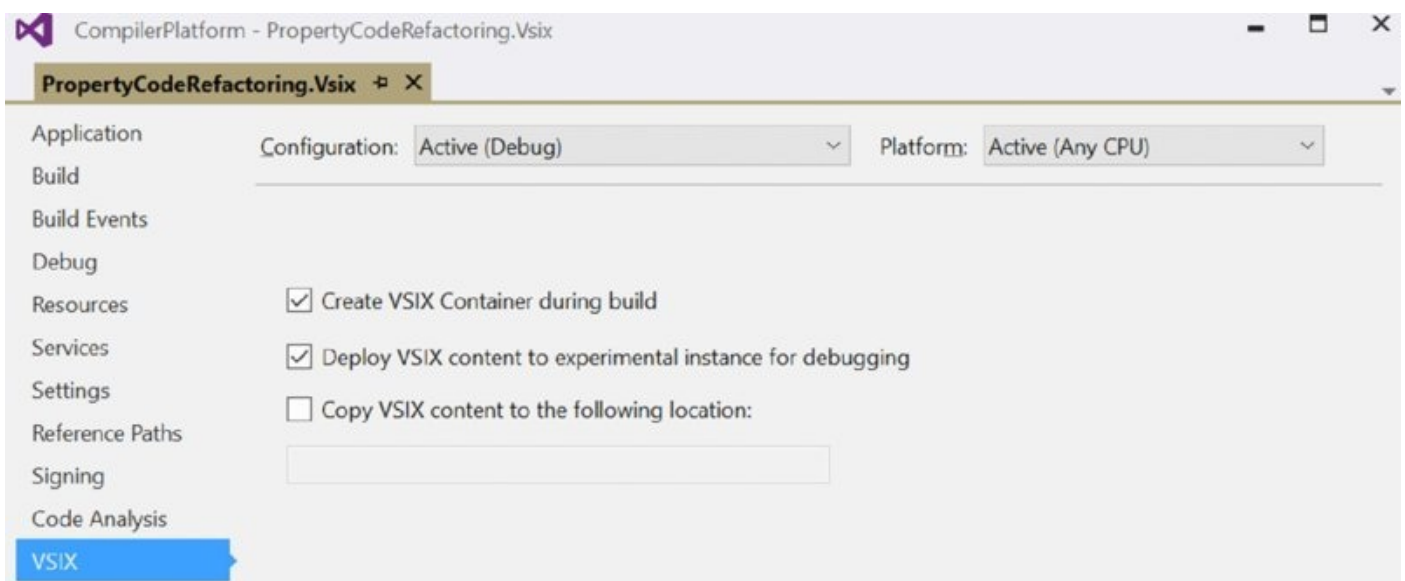 CompilerPlatform - PropertyCodeRefactoring.Vsix
PropertyCodeRefactoring.Vsix
Application
Configuration: Active (Debug) Platform: Active (Any CPU)
Build
Build Events
Debug
Resources
Create VSIX Container during build
Services
Deploy VSIX content to experimental instance for debugging
Settings
Copy VSIX content to the following location:
Reference Paths
Signing
Code Analysis
VSIX